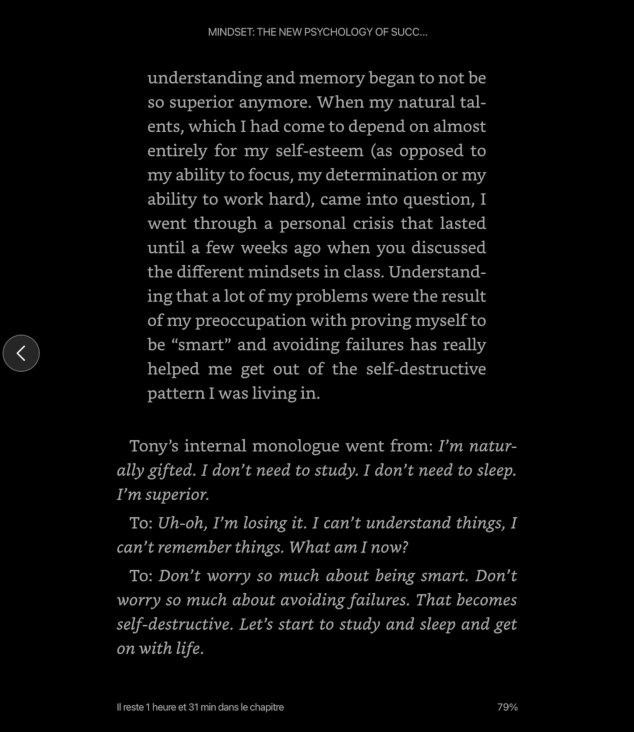 MINDSET: THE NEW PSYCHOLOGY OF SUCC...
understanding and memory began to not be
so superior anymore. When my natural tal-
ents, which I had come to depend on almost
entirely for my self-esteem (as opposed to
my ability to focus, my determination or my
ability to work hard), came into question, I
went through a personal crisis that lasted
until a few weeks ago when you discussed
the different mindsets in class. Understand-
ing that a lot of my problems were the result
of my preoccupation with proving myself to
be “smart” and avoiding failures has really
helped me get out of the self-destructive
pattern I was living in.
Tony’s internal monologue went from: I’m natur-
ally gifted. I don’t need to study. I don’t need to sleep.
I’m superior.
To: Uh-oh, I’m losing it. I can’t understand things, I
can’t remember things. What am I now?
To: Don’t worry so much about being smart. Don’t
worry so much about avoiding failures. That becomes
self-destructive. Let’s start to study and sleep and get
on with life.
Il reste 1 heure et 31 min dans le chapitre
79%